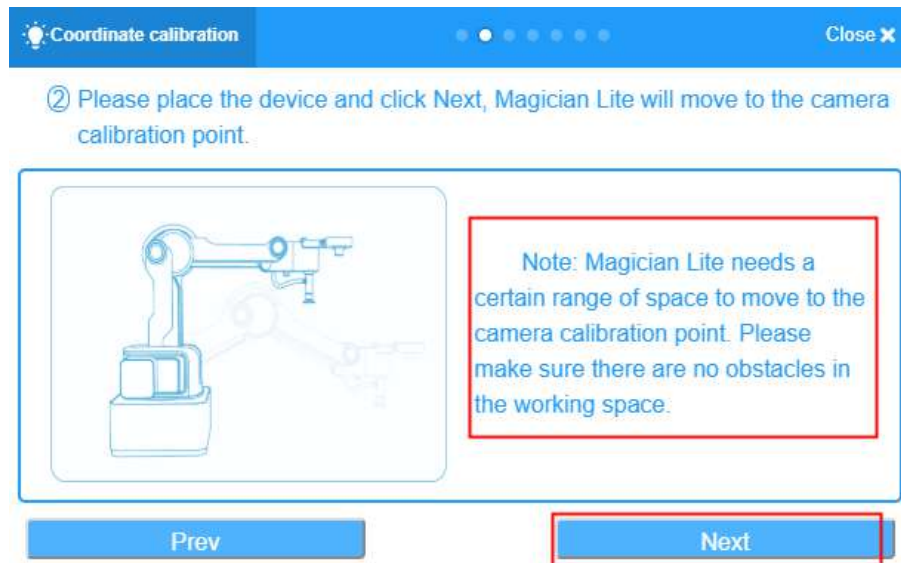 Coordinate calibration
Close ×
② Please place the device and click Next, Magician Lite will move to the camera
calibration point.
Note: Magician Lite needs a
certain range of space to move to the
camera calibration point. Please
make sure there are no obstacles in
the working space.
Prev
Next